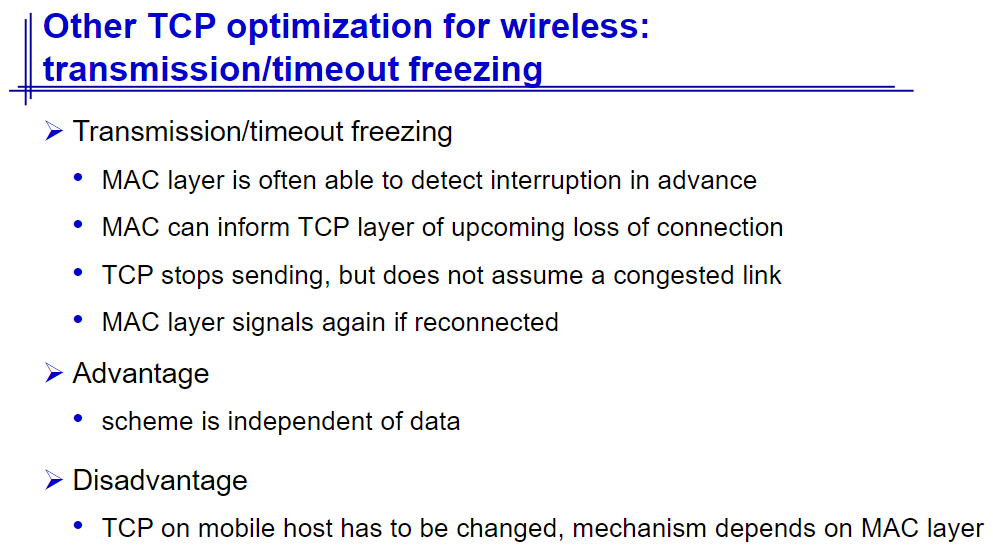 Other TCP optimization for wireless:
transmission/timeout freezing
Transmission/timeout freezing
MAC layer is often able to detect interruption in advance
MAC can inform TCP layer of upcoming loss of connection
TCP stops sending, but does not assume a congested link
MAC layer signals again if reconnected
Advantage
scheme is independent of data
Disadvantage
TCP on mobile host has to be changed, mechanism depends on MAC layer